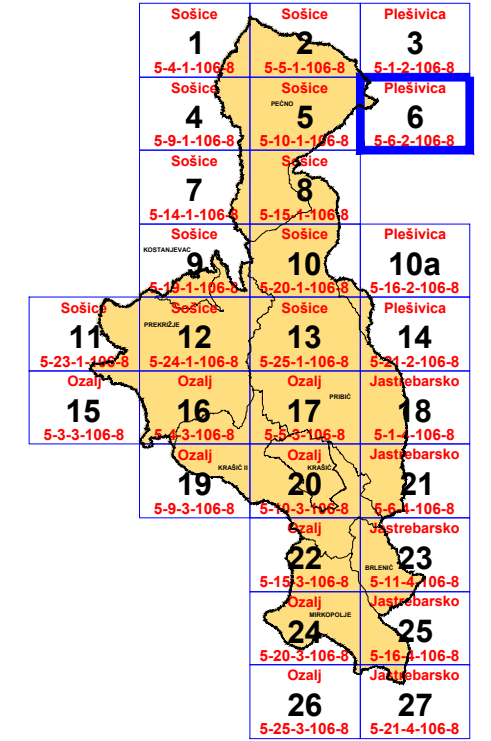 Sošice Sošice Plešivica
1 2 3
5-4-1-106-8 5-5-1-106-8 5-1-2-106-8
Sošice Sošice Plešivica
PEĆNO
4 5 6
5-9-1-106-8 5-10-1-106-8 5-6-2-106-8
Sošice Sošice
7 8
5-14-1-106-8 5-15-1-106-8
Sošice Sošice Plešivica
KOSTANJEVAC
9 10 10a
5-19-1-106-8 5-20-1-106-8 5-16-2-106-8
Sošice Sošice Sošice Plešivica
PREKRIŽJE
11 12 13 14
5-23-1-106-8 5-24-1-106-8 5-25-1-106-8 5-21-2-106-8
Ozalj Ozalj Ozalj Jastrebarsko
PRIBIĆ
15 16 17 18
5-3-3-106-8 5-4-3-106-8 5-5-3-106-8 5-1-4-106-8
Ozalj Ozalj Jastrebarsko
KRAŠIĆ II KRAŠIĆ
19 20 21
5-9-3-106-8 5-10-3-106-8 5-6-4-106-8
Ozalj Jastrebarsko
22 23
BRLENIĆ
5-15-3-106-8 5-11-4-106-8
Ozalj Jastrebarsko
MIRKOPOLJE
24 25
5-20-3-106-8 5-16-4-106-8
Ozalj Jastrebarsko
26 27
5-25-3-106-8 5-21-4-106-8